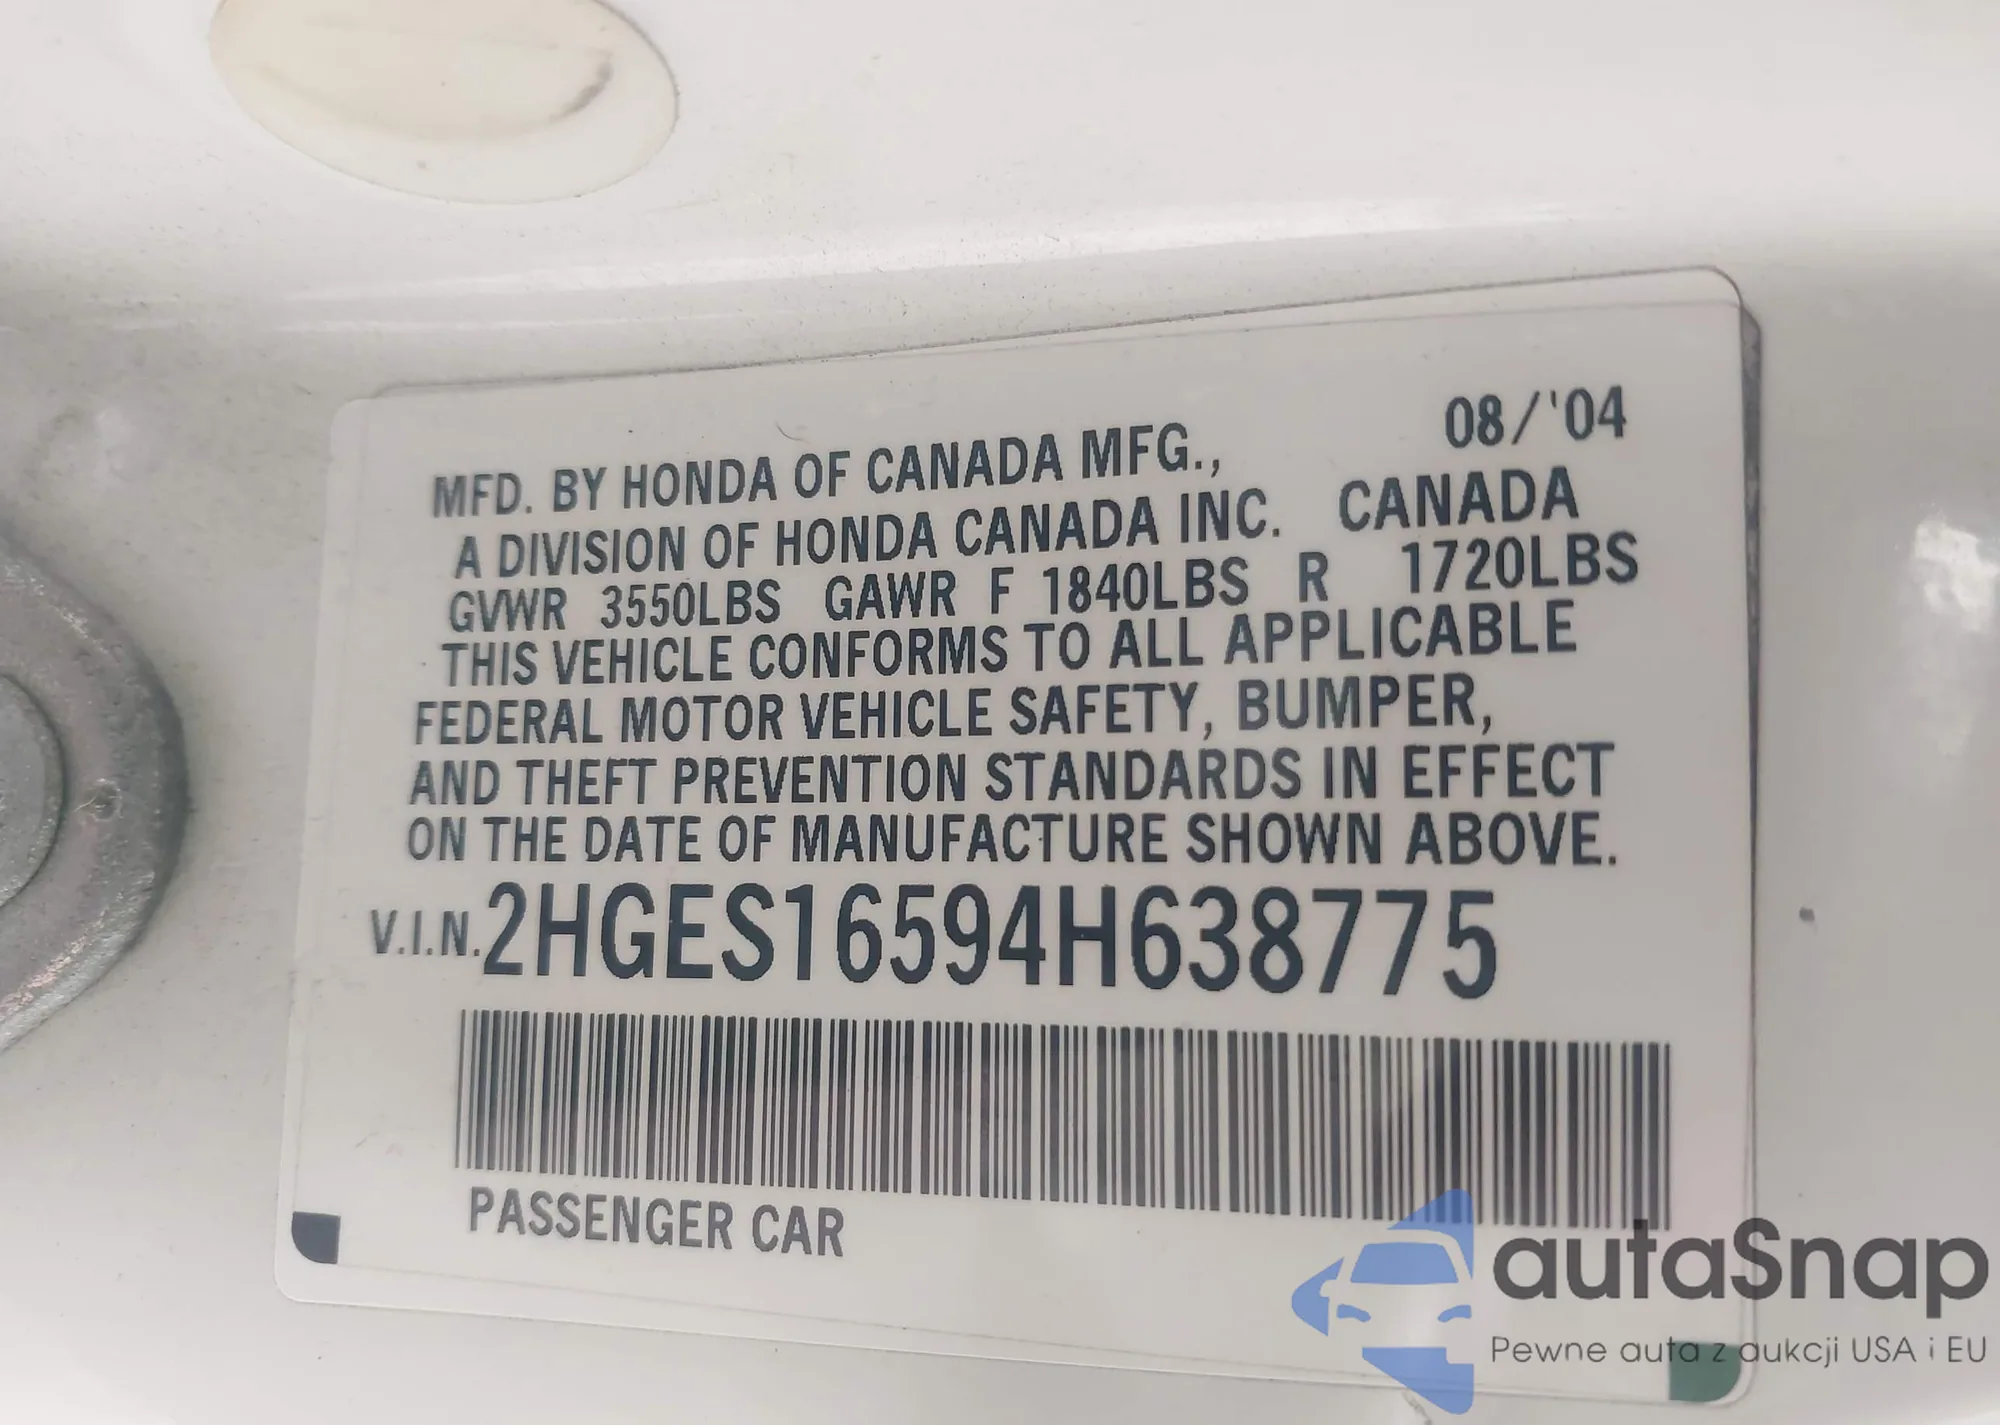 08/'04
MFD. BY HONDA OF CANADA MFG.,
A DIVISION OF HONDA CANADA INC. CANADA
GVWR 3550LBS GAWR F 1840LBS R 1720LBS
THIS VEHICLE CONFORMS TO ALL APPLICABLE
FEDERAL MOTOR VEHICLE SAFETY, BUMPER,
AND THEFT PREVENTION STANDARDS IN EFFECT
ON THE DATE OF MANUFACTURE SHOWN ABOVE.
V.I.N. 2HGES16594H638775
PASSENGER CAR
autaSnap
Pewne auta z aukcji USA i EU